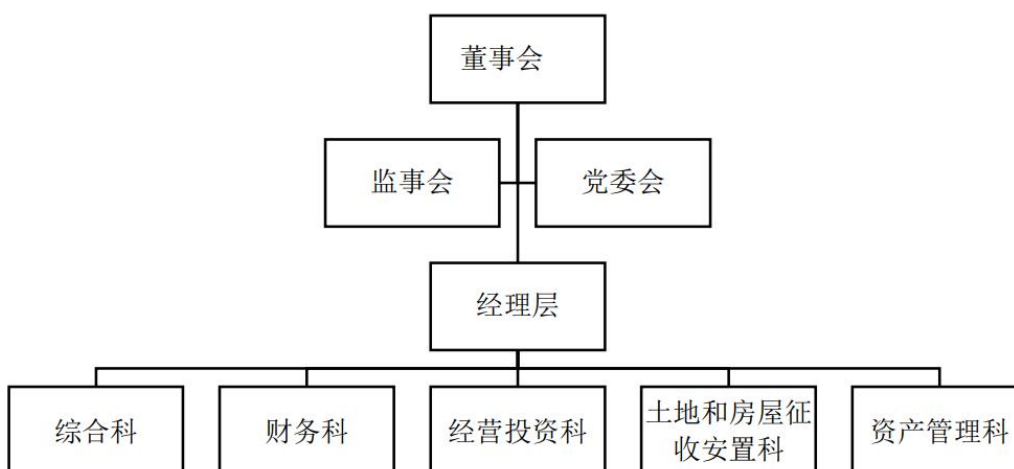 董事会
监事会
党委会
经理层
综合科
财务科
经营投资科
土地和房屋征
收安置科
资产管理科